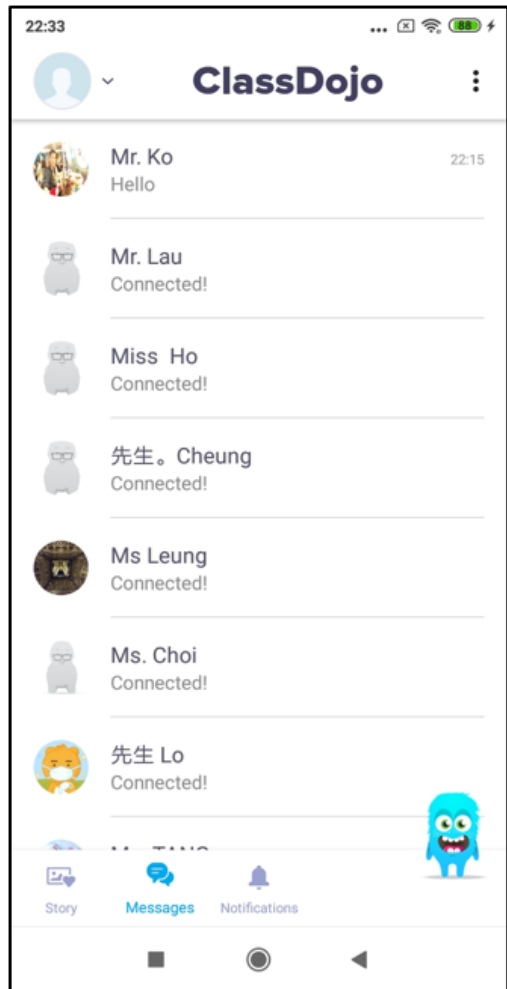 22:33
88
ClassDojo
Mr. Ko
22:15
Hello
Mr. Lau
Connected!
Miss  Ho
Connected!
先生。Cheung
Connected!
Ms Leung
Connected!
Ms. Choi
Connected!
先生 Lo
Connected!
TANG
Story
Messages
Notifications